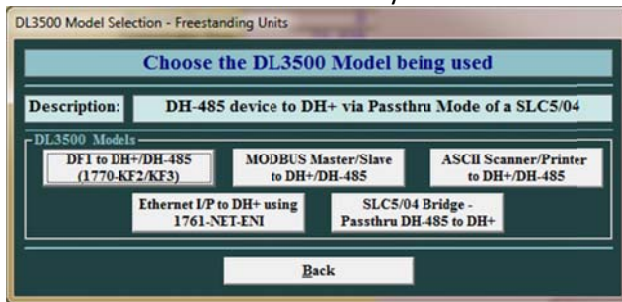 DL3500 Model Selection - Freestanding Units
Choose the DL3500 Model being used
Description: DH-485 device to DH+ via Passthru Mode of a SLC5/04
DL3500 Models
DF1 to DH+/DH-485
(1770-KF2/KF3)
MODBUS Master/Slave
to DH+/DH-485
ASCII Scanner/Printer
to DH+/DH-485
Ethernet I/P to DH+ using
1761-NET-ENI
SLC5/04 Bridge -
Passthru DH-485 to DH+
Back